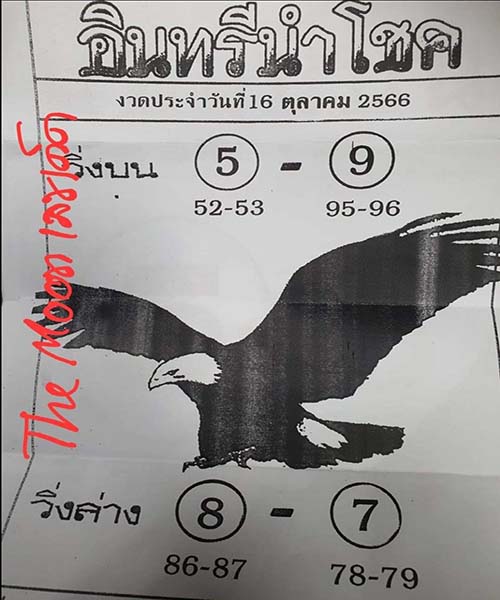 อินทรีนำโชค
งวดประจำวันที่ 16 ตุลาคม 2566
วิ่งบน 5 - 9
52-53 95-96
The Moon เลขเด็ด
วิ่งล่าง 8 - 7
86-87 78-79